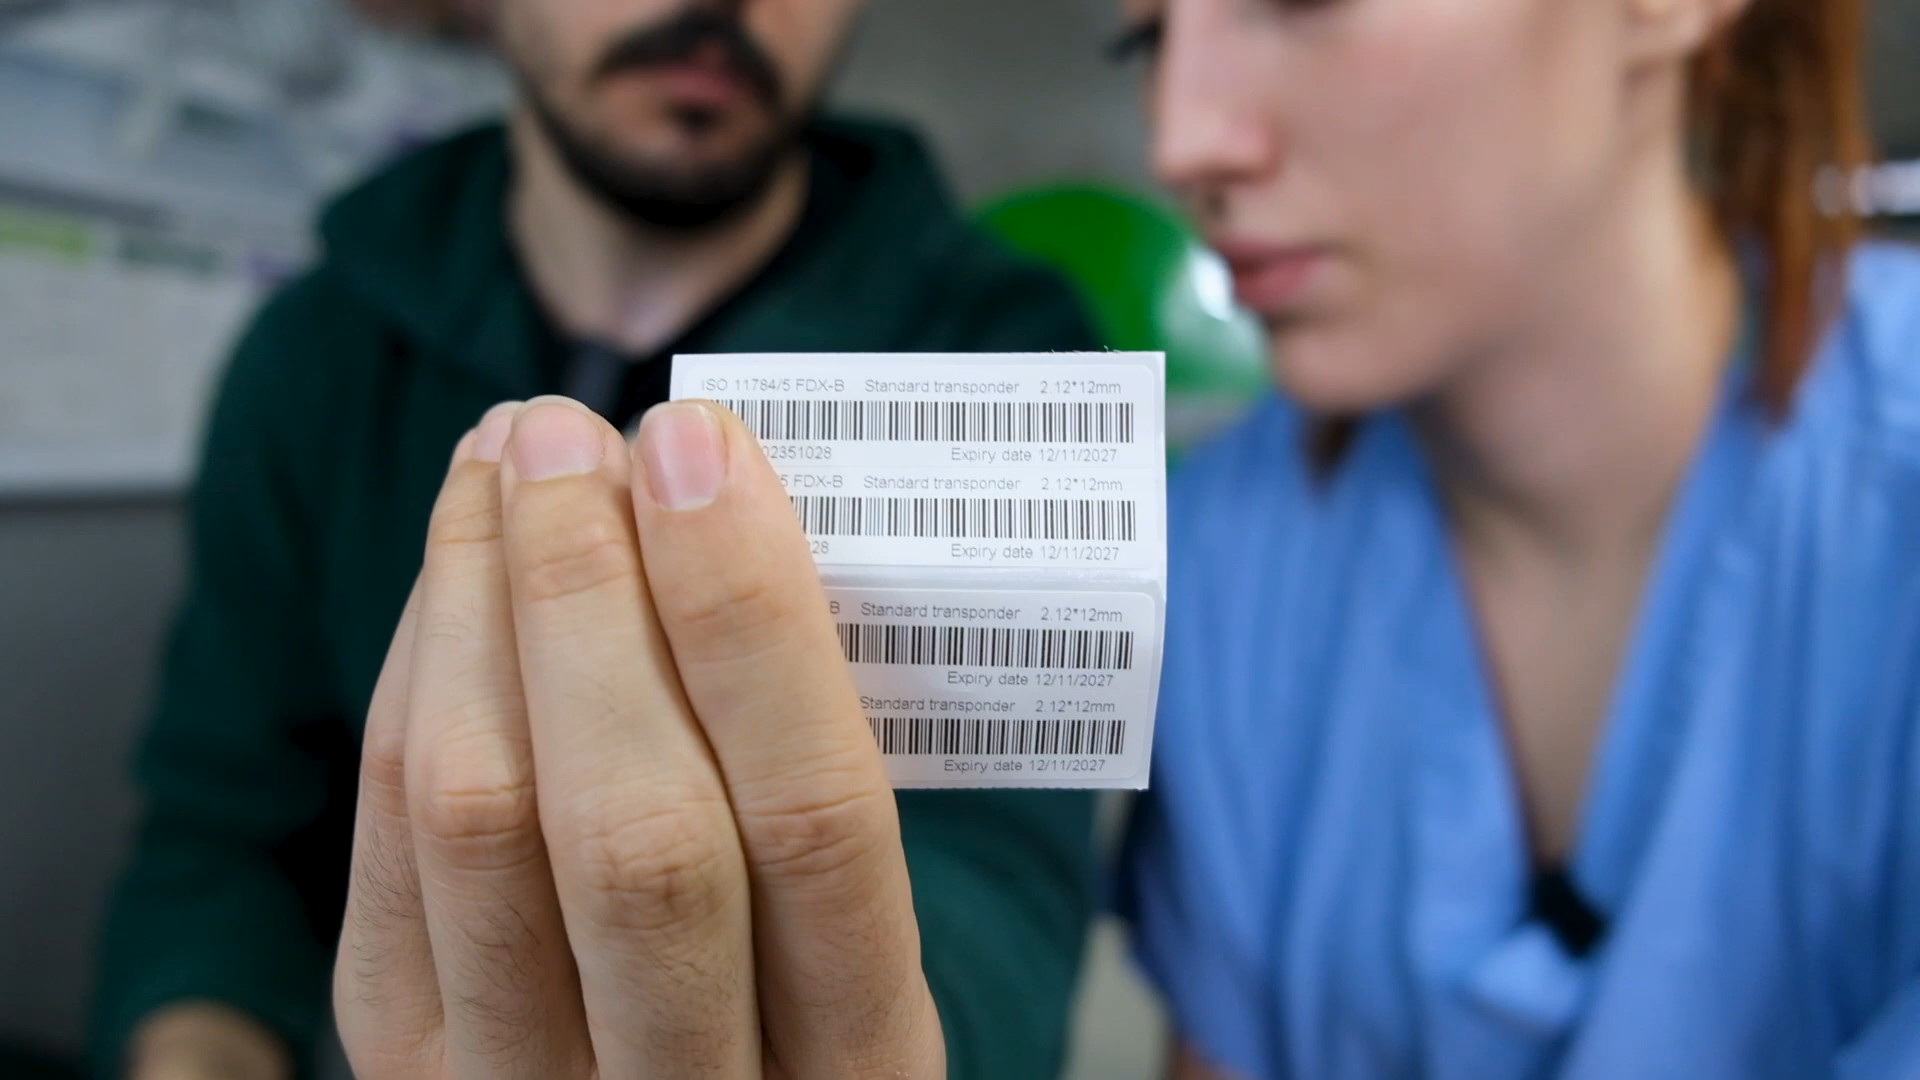 ISO 11784/5 FDX-B Standard transponder 2.12*12mm
02351028 Expiry date 12/11/2027
5 FDX-B Standard transponder 2.12*12mm
028 Expiry date 12/11/2027
B Standard transponder 2.12*12mm
Expiry date 12/11/2027
Standard transponder 2.12*12mm
Expiry date 12/11/2027